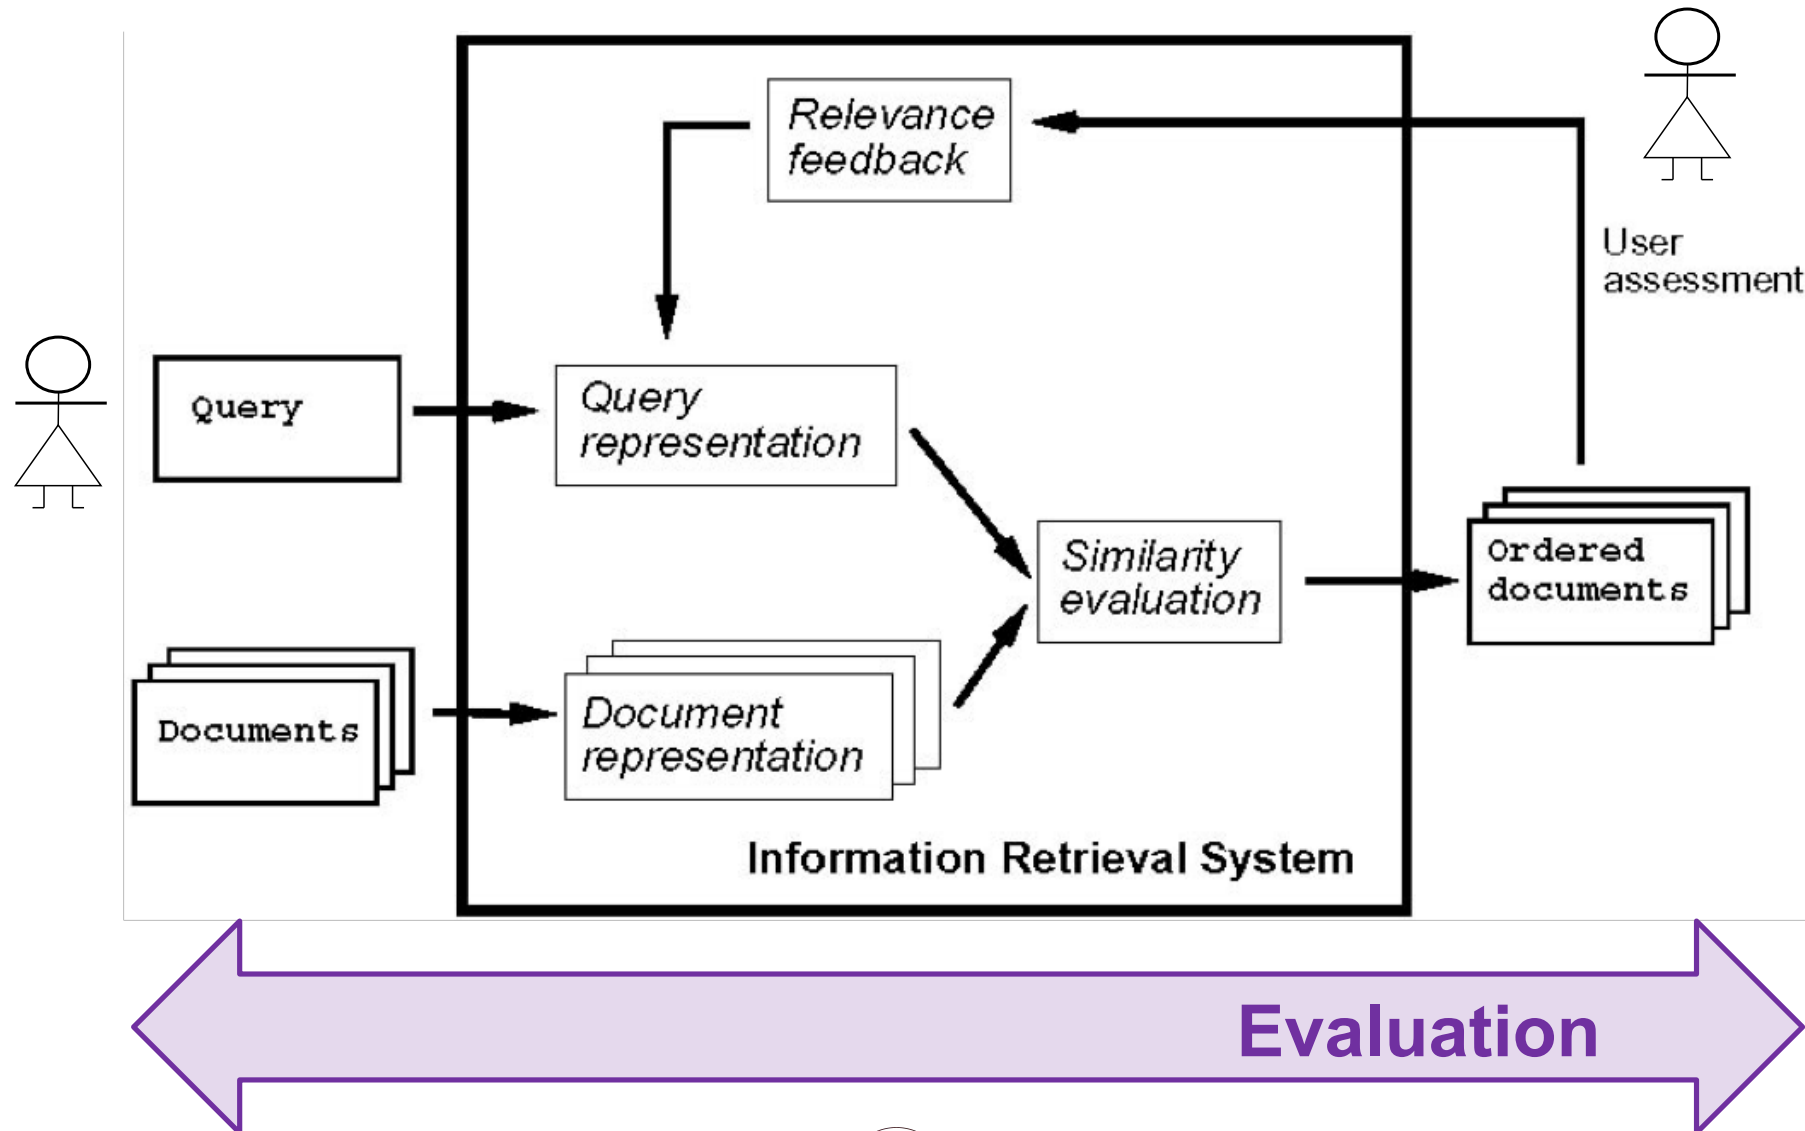 Relevance
feedback
User
assessment
Query
Query
representation
Similarity
evaluation
Ordered
documents
Documents
Document
representation
Information Retrieval System
Evaluation